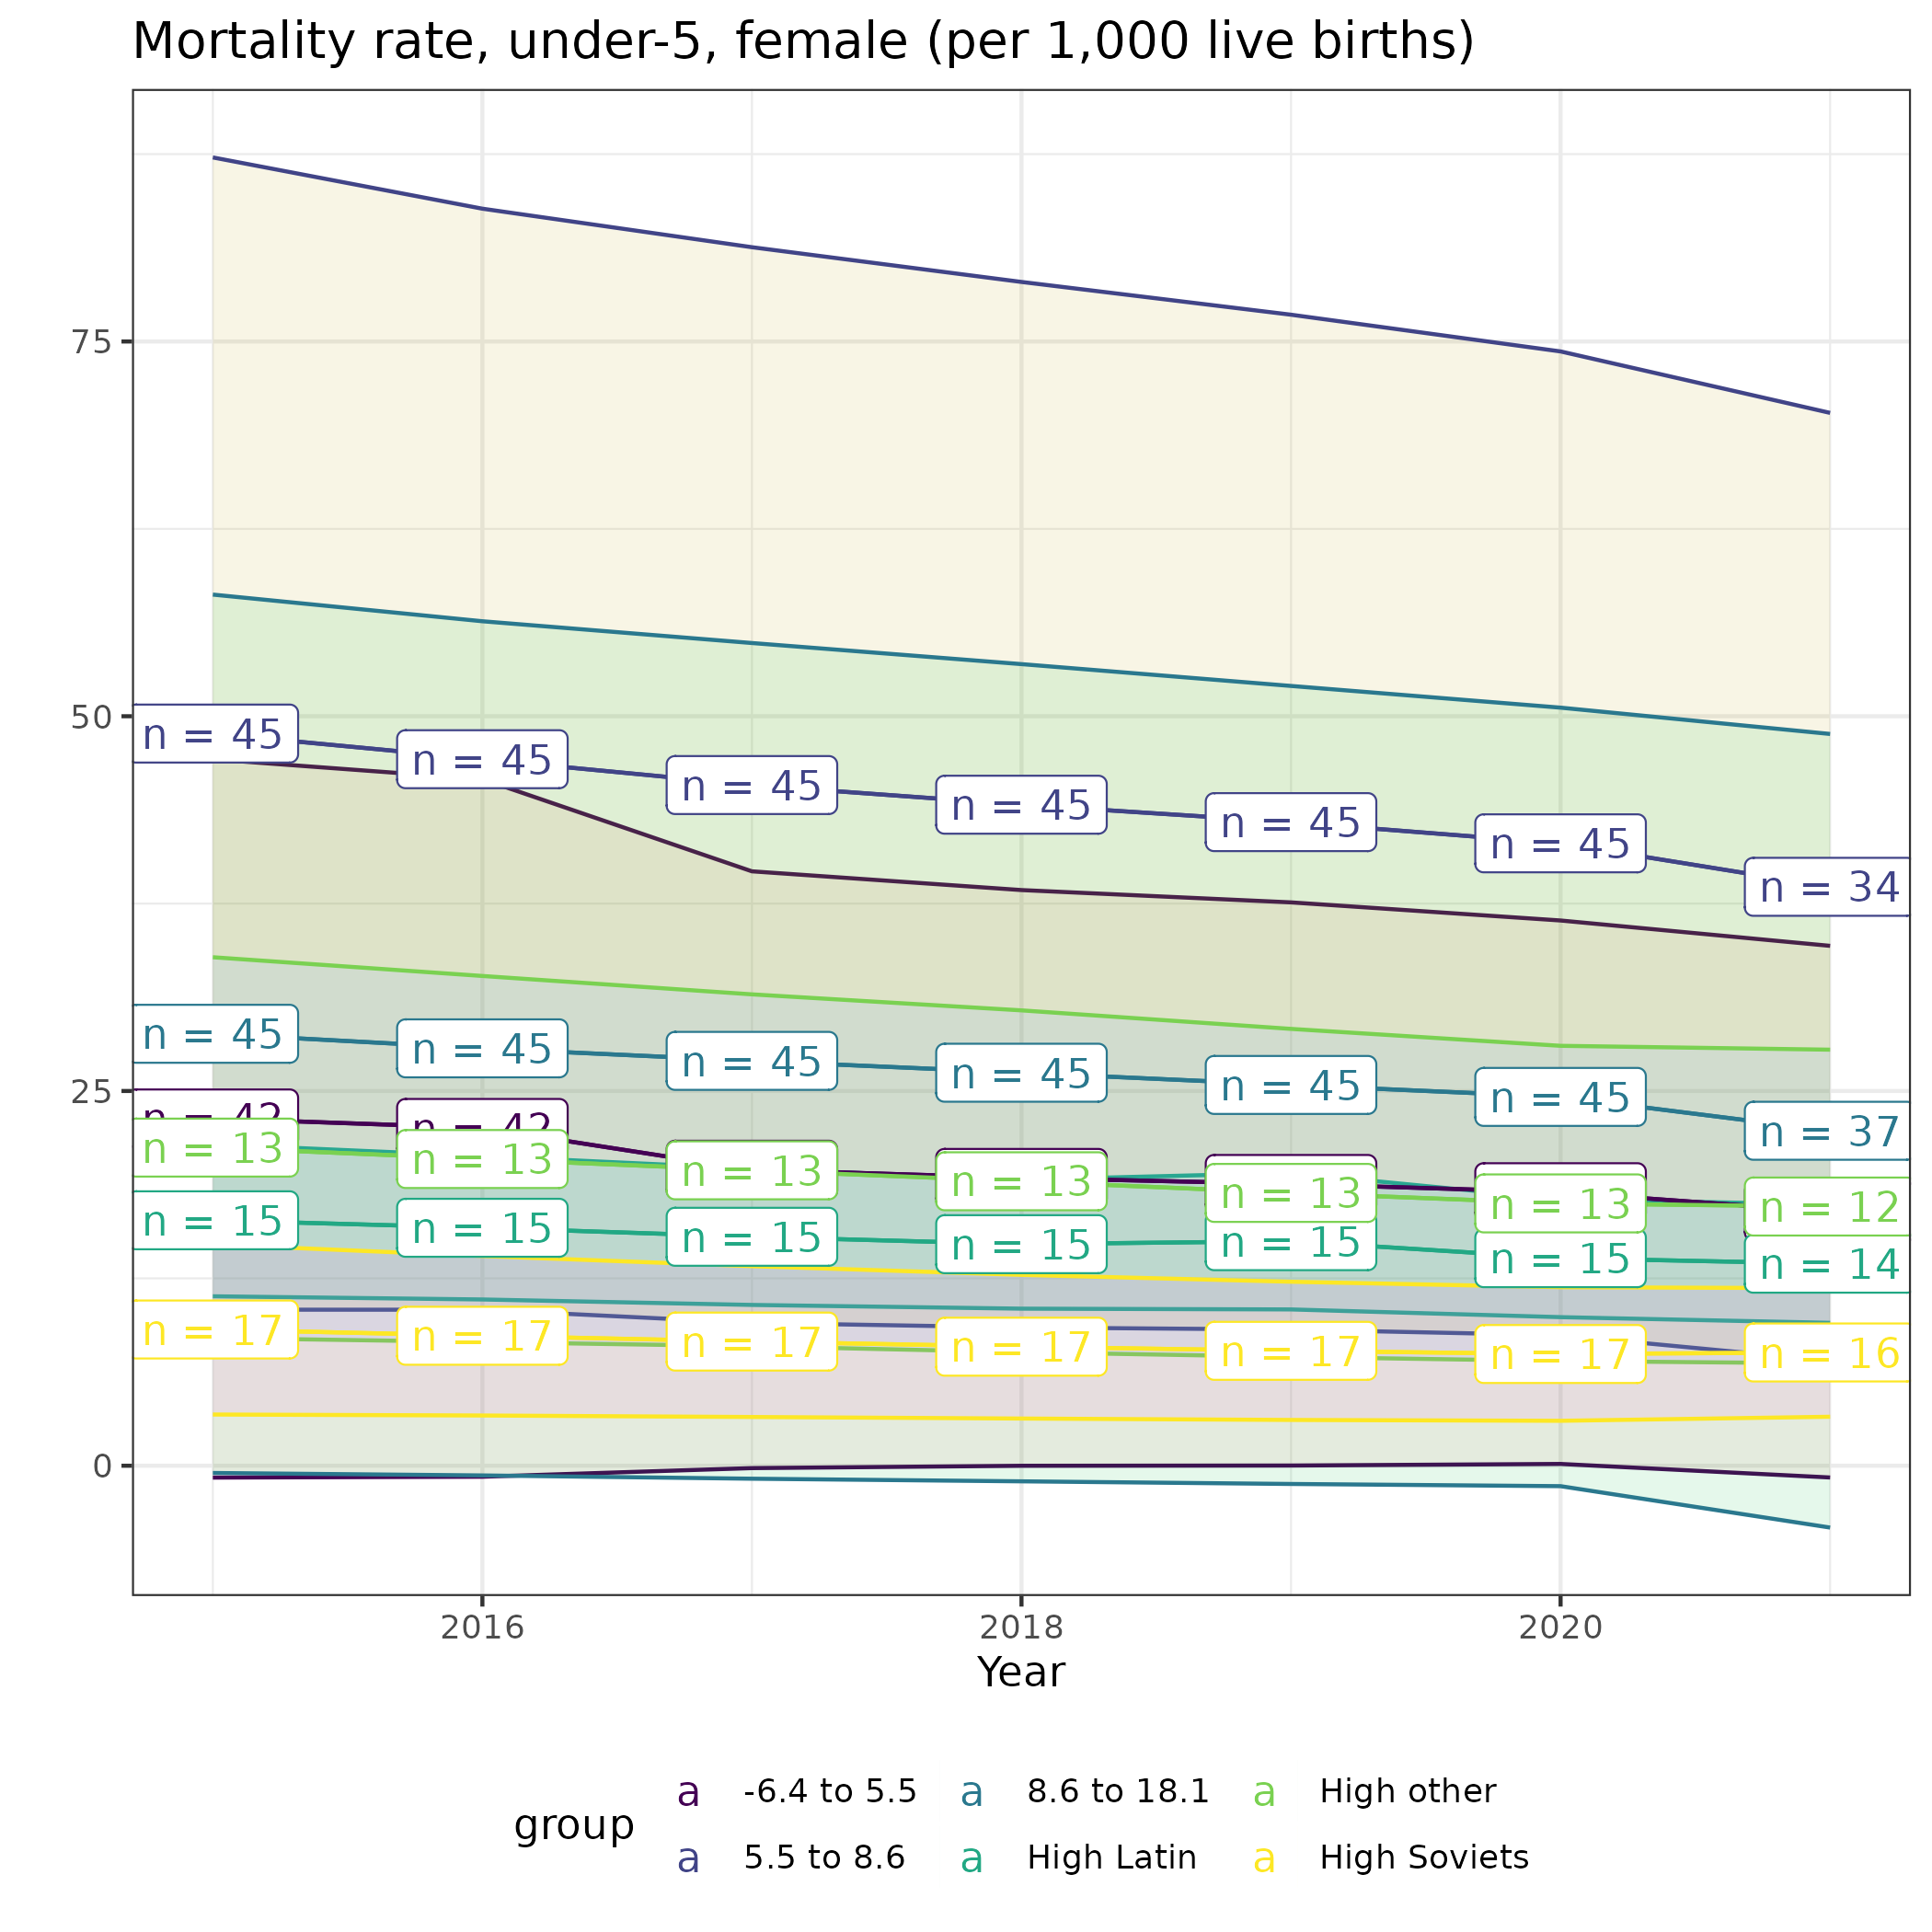 Mortality rate, under-5, female (per 1,000 live births)
75
50
25
0
n = 45
n = 45
n = 45
n = 45
n = 45
n = 45
n = 34
n = 45
n = 45
n = 45
n = 45
n = 45
n = 45
n = 37
n = 42
n = 42
n = 13
n = 13
n = 13
n = 13
n = 13
n = 13
n = 12
n = 15
n = 15
n = 15
n = 15
n = 15
n = 15
n = 14
n = 17
n = 17
n = 17
n = 17
n = 17
n = 17
n = 16
2016 2018 2020
Year
group
a -6.4 to 5.5 a 8.6 to 18.1 a High other
a 5.5 to 8.6 a High Latin a High Soviets